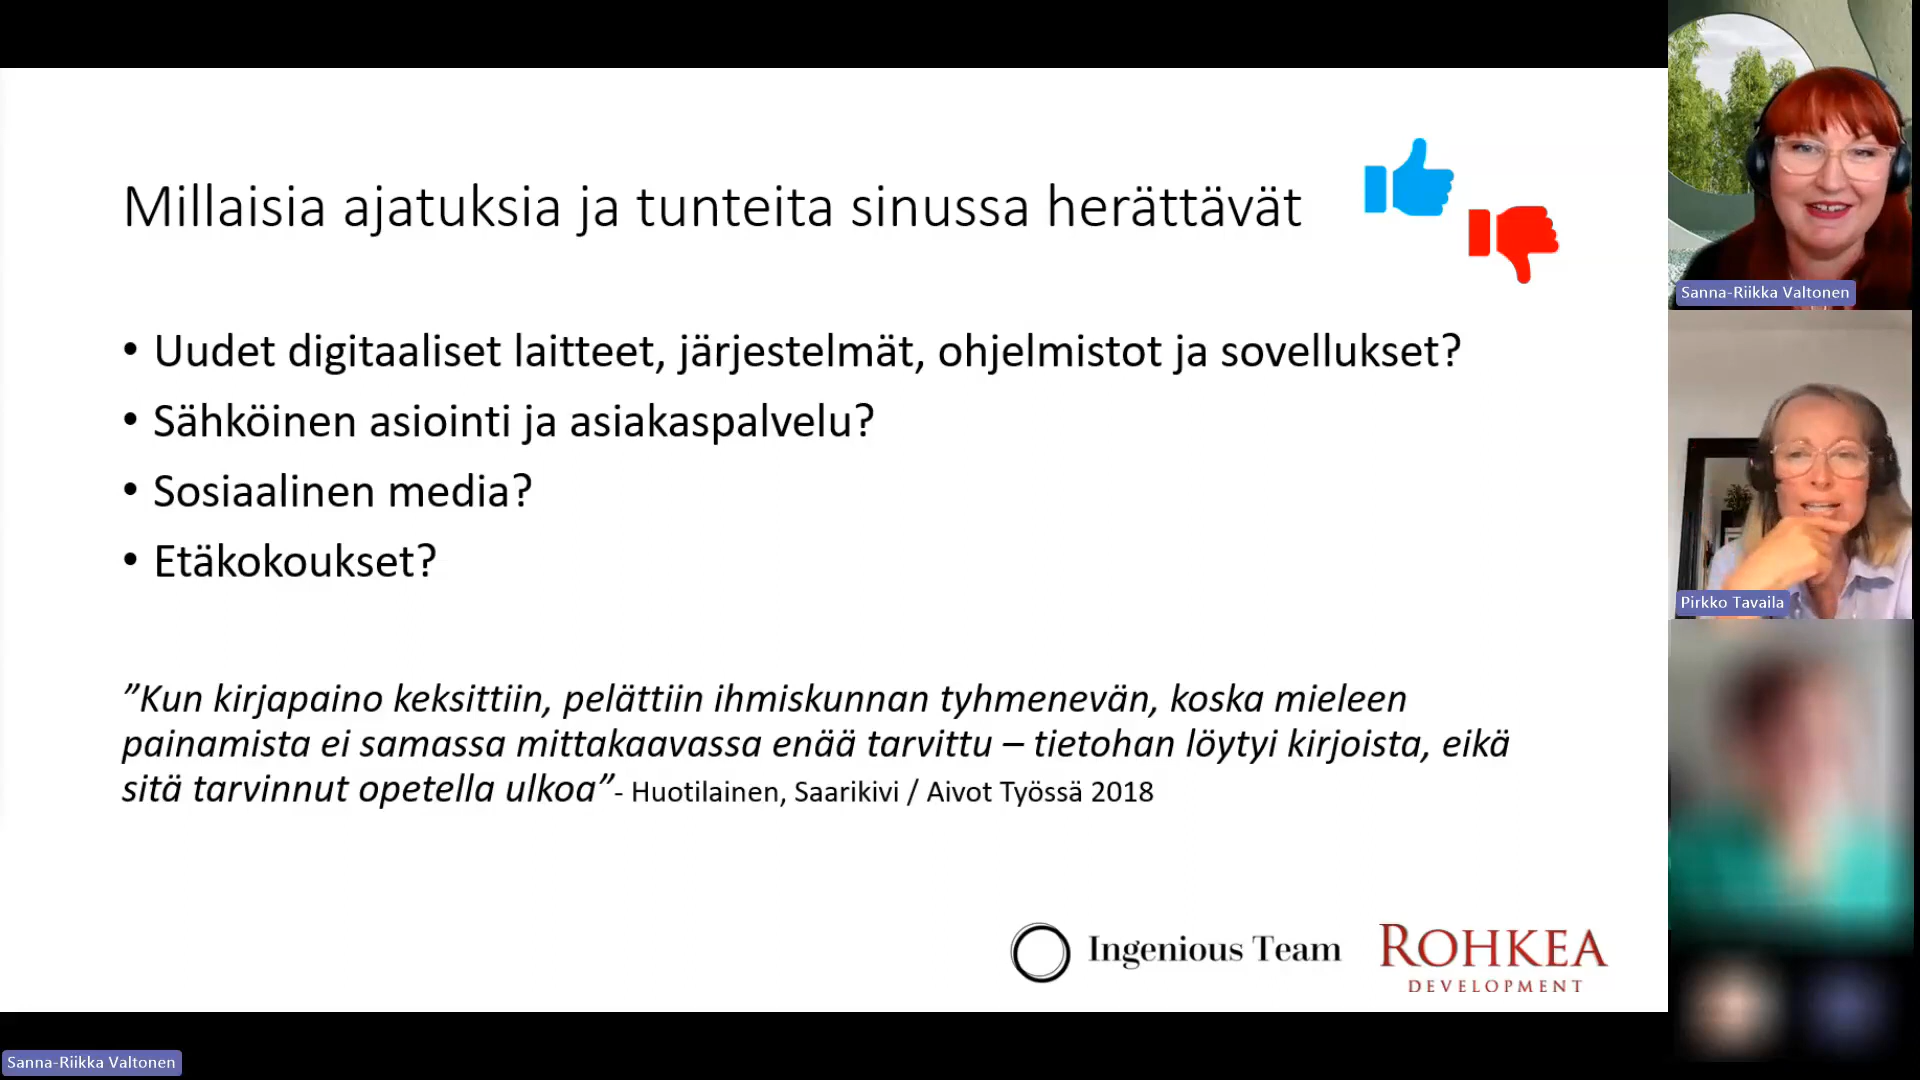 Millaisia ajatuksia ja tunteita sinussa herättävät
• Uudet digitaaliset laitteet, järjestelmät, ohjelmistot ja sovellukset?
• Sähköinen asiointi ja asiakaspalvelu?
• Sosiaalinen media?
• Etäkokoukset?
”Kun kirjapaino keksittiin, pelättiin ihmiskunnan tyhmenevän, koska mieleen
painamista ei samassa mittakaavassa enää tarvittu – tietohan löytyi kirjoista, eikä
sitä tarvinnut opetella ulkoa”- Huotilainen, Saarikivi / Aivot Työssä 2018
Ingenious Team
ROHKEA
DEVELOPMENT
Sanna-Riikka Valtonen
Pirkko Tavaila
Sanna-Riikka Valtonen